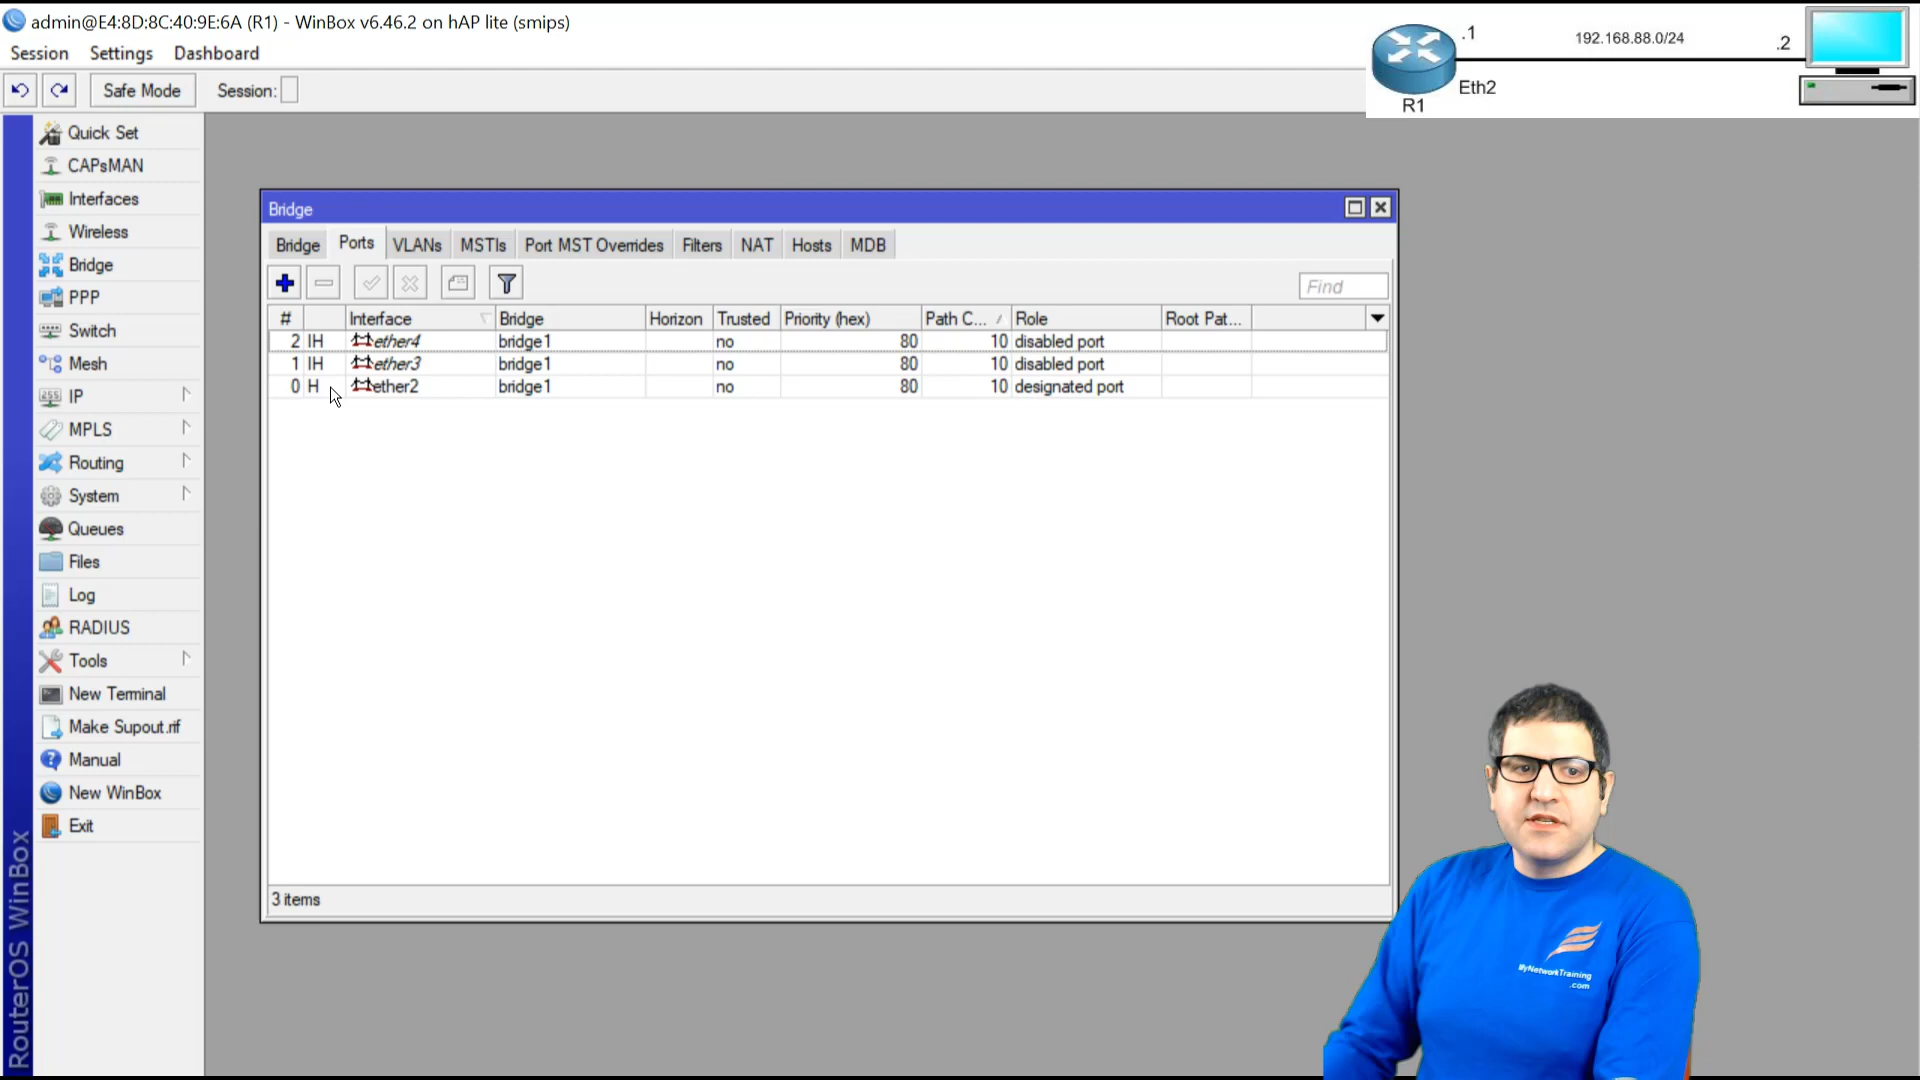 admin@E4:8D:8C:40:9E:6A (R1) - WinBox v6.46.2 on hAP lite (smips)
Session Settings Dashboard
Safe Mode Session:
.1 192.168.88.0/24 .2
Eth2
R1
Quick Set
CAPsMAN
Interfaces
Wireless
Bridge
PPP
Switch
Mesh
IP
MPLS
Routing
System
Queues
Files
Log
RADIUS
Tools
New Terminal
Make Supout.rif
Manual
New WinBox
Exit
RouterOS WinBox
Bridge
Bridge Ports VLANs MSTIs Port MST Overrides Filters NAT Hosts MDB
Find
# Interface Bridge Horizon Trusted Priority (hex) Path C... Role Root Pat...
2 IH ether4 bridge1 no 80 10 disabled port
1 IH ether3 bridge1 no 80 10 disabled port
0 H ether2 bridge1 no 80 10 designated port
3 items
MyNetworkTraining
.com